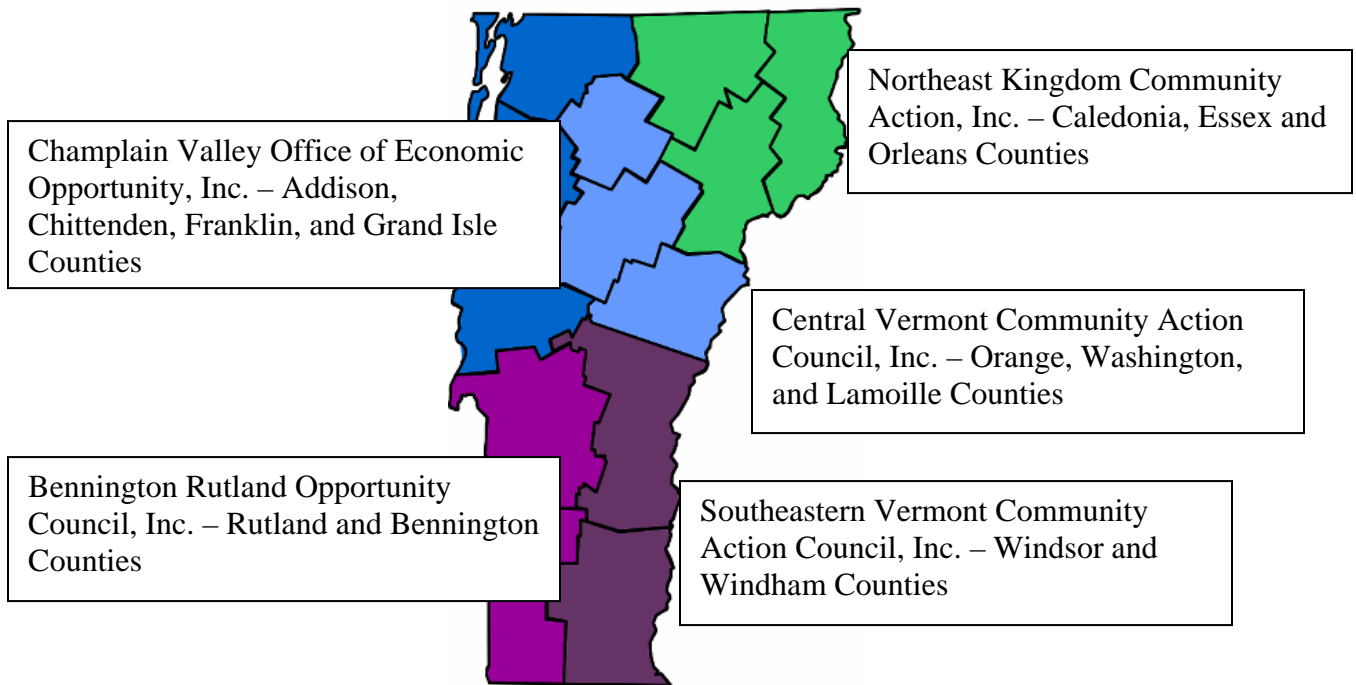 Northeast Kingdom Community
Action, Inc. – Caledonia, Essex and
Orleans Counties
Champlain Valley Office of Economic
Opportunity, Inc. – Addison,
Chittenden, Franklin, and Grand Isle
Counties
Central Vermont Community Action
Council, Inc. – Orange, Washington,
and Lamoille Counties
Bennington Rutland Opportunity
Council, Inc. – Rutland and Bennington
Counties
Southeastern Vermont Community
Action Council, Inc. – Windsor and
Windham Counties